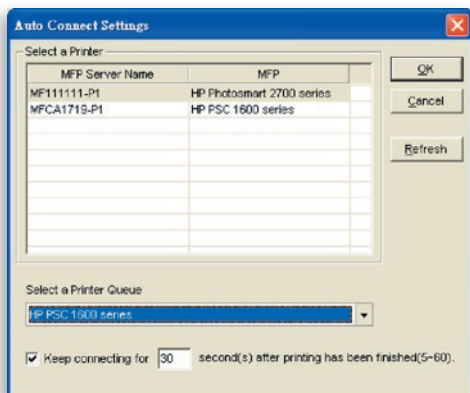 Auto Connect Settings
Select a Printer
MFP Server Name MFP
MF111111-P1 HP Photosmart 2700 series
MFCA1719-P1 HP PSC 1600 series
OK
Cancel
Refresh
Select a Printer Queue
HP PSC 1600 series
Keep connecting for 30 second(s) after printing has been finished(5~60).